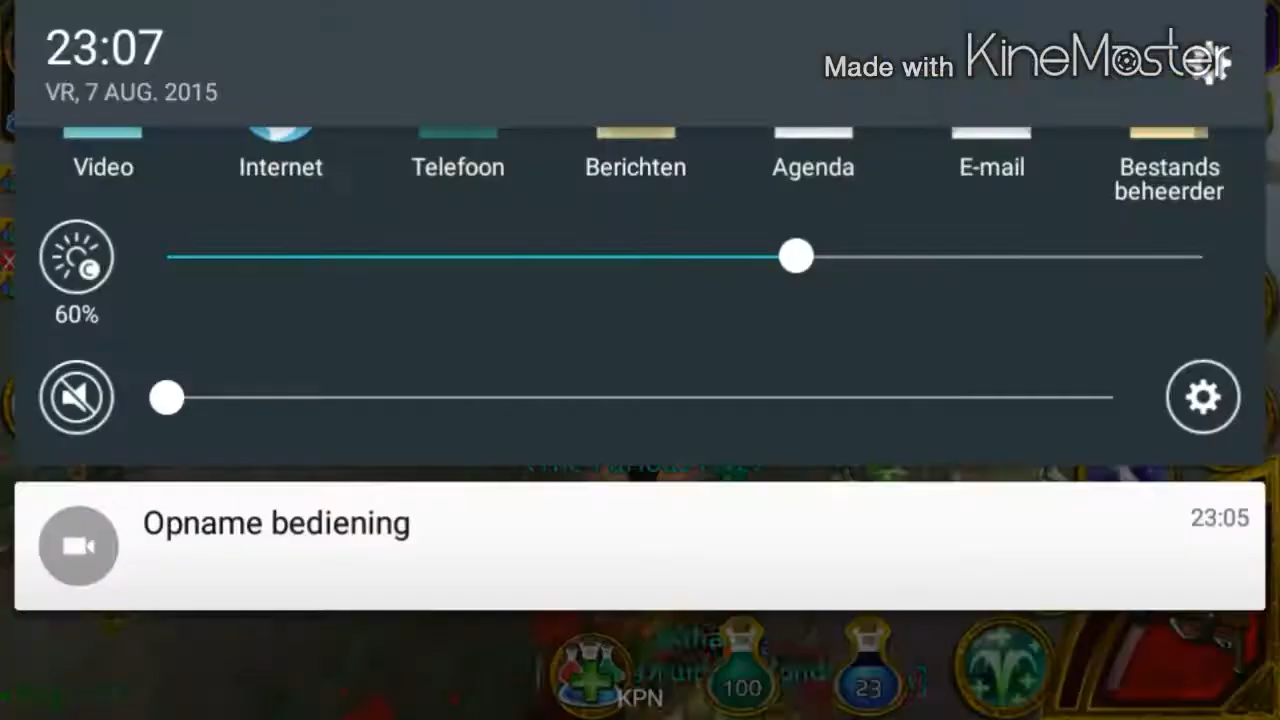 23:07
VR, 7 AUG. 2015
Made with KineMaster
Video
Internet
Telefoon
Berichten
Agenda
E-mail
Bestands
beheerder
60%
Opname bediening
23:05
100
23
KPN